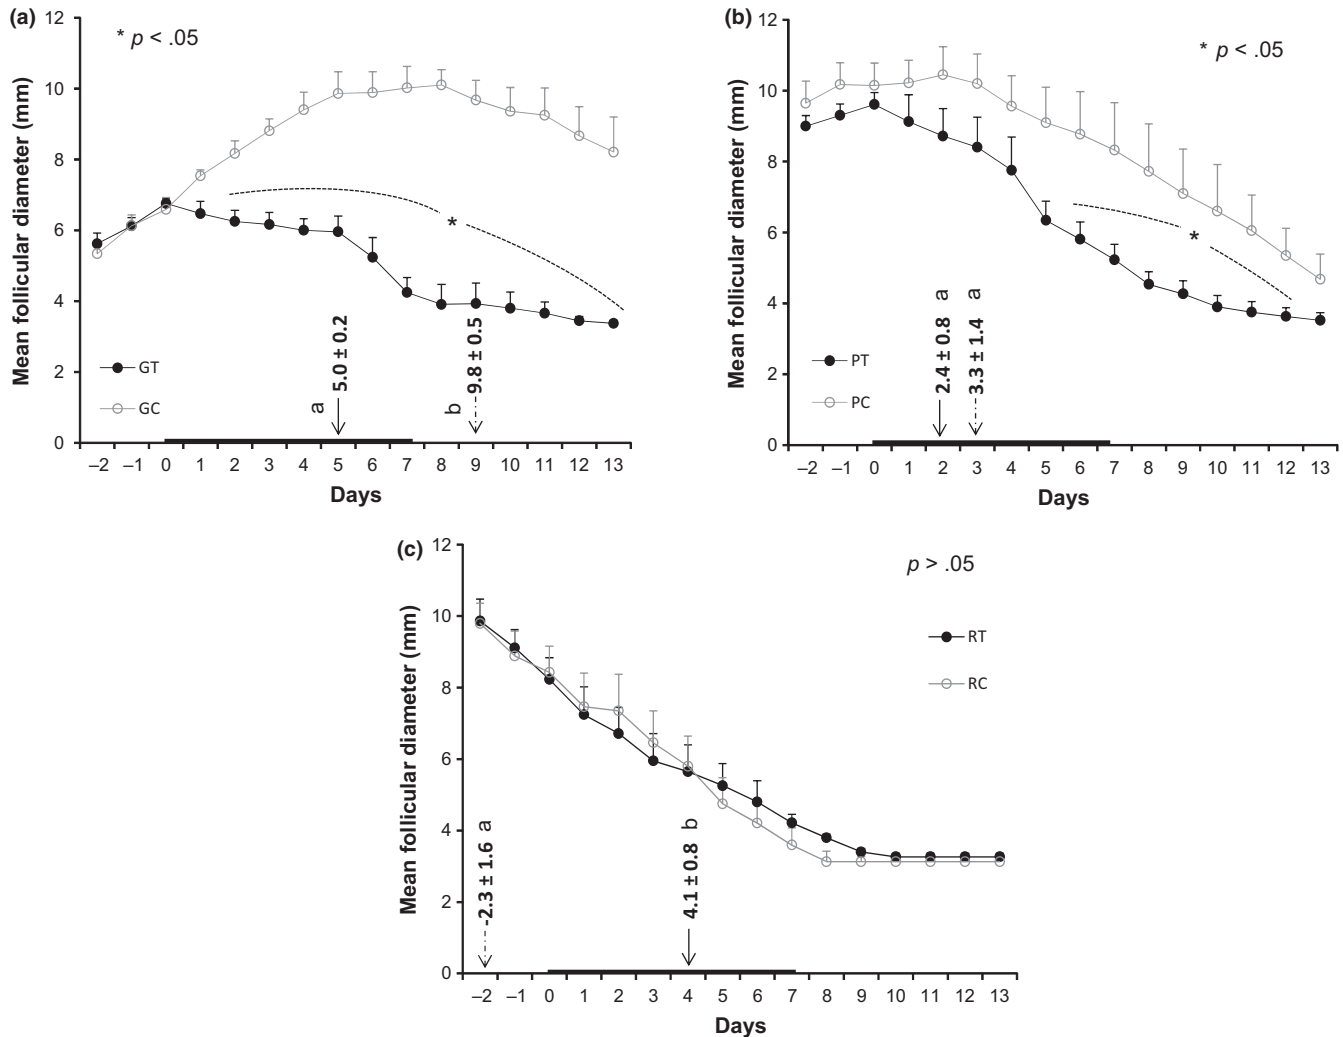 (a)
* p < .05
Mean follicular diameter (mm)
12
10
8
6
4
2
0
*
GT
GC
a 5.0 ± 0.2
b 9.8 ± 0.5
–2 –1 0 1 2 3 4 5 6 7 8 9 10 11 12 13
Days
(b)
* p < .05
Mean follicular diameter (mm)
12
10
8
6
4
2
0
*
PT
PC
2.4 ± 0.8 a
3.3 ± 1.4 a
–2 –1 0 1 2 3 4 5 6 7 8 9 10 11 12 13
Days
(c)
p > .05
Mean follicular diameter (mm)
12
10
8
6
4
2
0
RT
RC
-2.3 ± 1.6 a
4.1 ± 0.8 b
–2 –1 0 1 2 3 4 5 6 7 8 9 10 11 12 13
Days